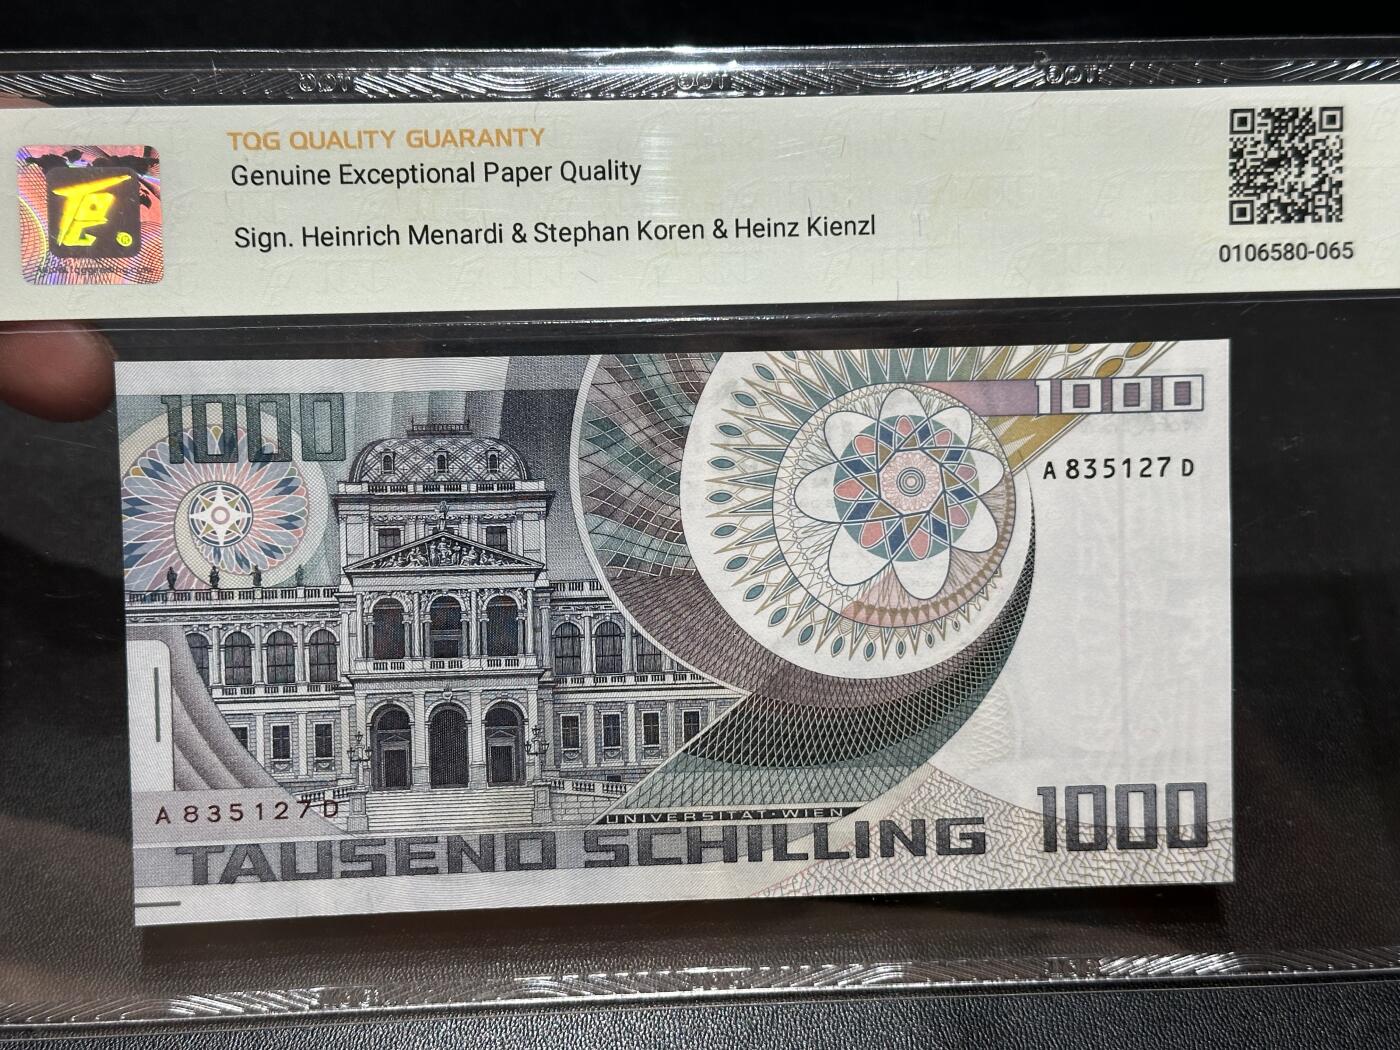 TQG QUALITY GUARANTY
Genuine Exceptional Paper Quality
Sign. Heinrich Menardi & Stephan Koren & Heinz Kienzl
0106580-065
1000
1000
A 835127 D
A 835127 D
UNIVERSITÄT·WIEN
TAUSEND SCHILLING
1000